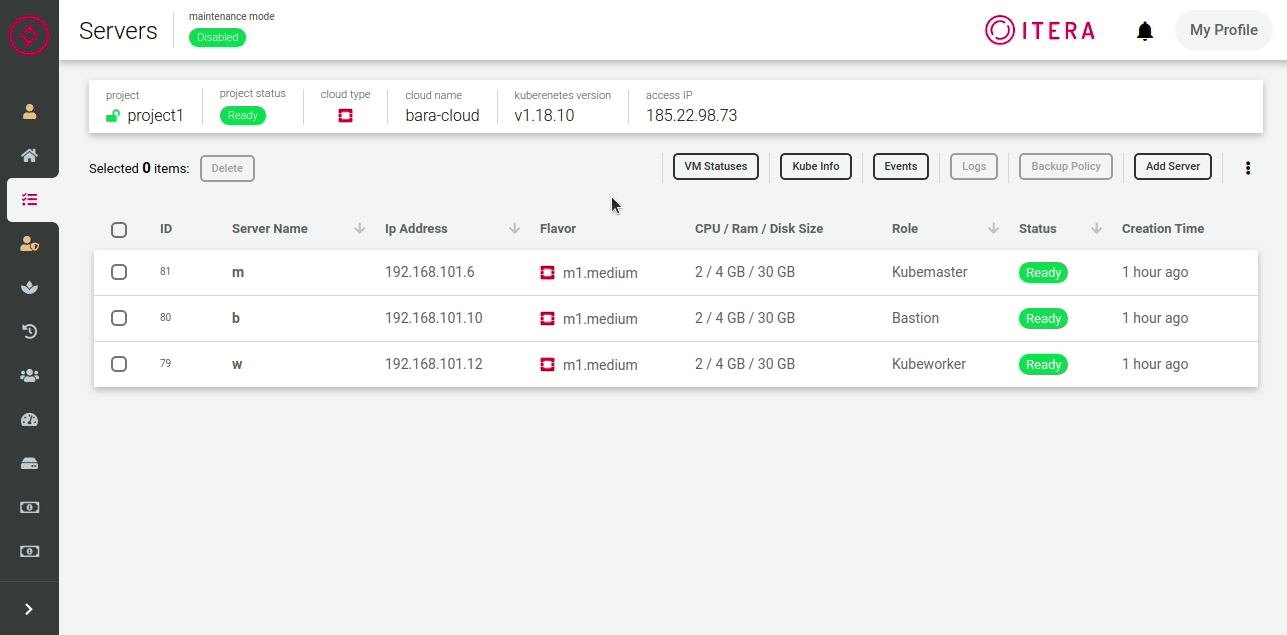 Servers
maintenance mode
Disabled
ITERA
My Profile
project
project1
project status
Ready
cloud type
cloud name
bara-cloud
kuberenetes version
v1.18.10
access IP
185.22.98.73
Selected 0 items:
Delete
VM Statuses
Kube Info
Events
Logs
Backup Policy
Add Server
ID Server Name Ip Address Flavor CPU / Ram / Disk Size Role Status Creation Time
81 m 192.168.101.6 m1.medium 2 / 4 GB / 30 GB Kubemaster Ready 1 hour ago
80 b 192.168.101.10 m1.medium 2 / 4 GB / 30 GB Bastion Ready 1 hour ago
79 w 192.168.101.12 m1.medium 2 / 4 GB / 30 GB Kubeworker Ready 1 hour ago